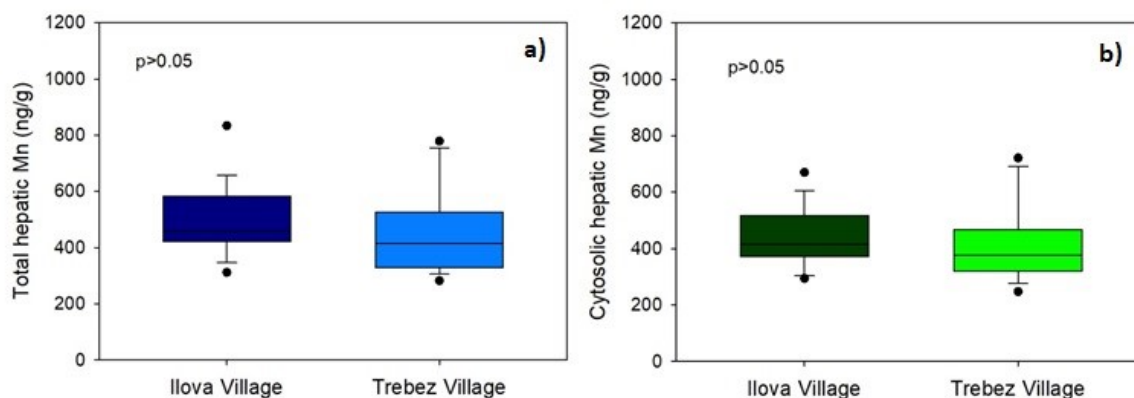 a)
p>0.05
Total hepatic Mn (ng/g)
1200
1000
800
600
400
200
0
Ilova Village Trebez Village
b)
p>0.05
Cytosolic hepatic Mn (ng/g)
1200
1000
800
600
400
200
0
Ilova Village Trebez Village